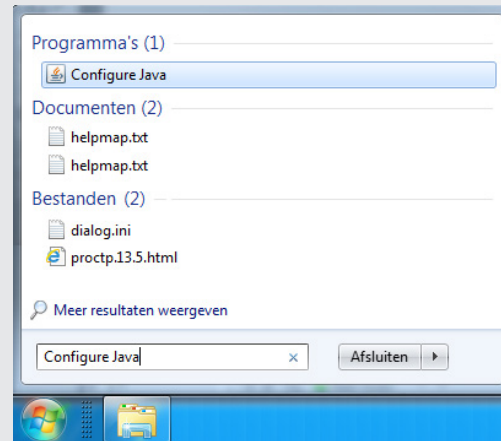 Programma's (1)
Configure Java
Documenten (2)
helpmap.txt
helpmap.txt
Bestanden (2)
dialog.ini
proctp.13.5.html
Meer resultaten weergeven
Configure Java
Afsluiten